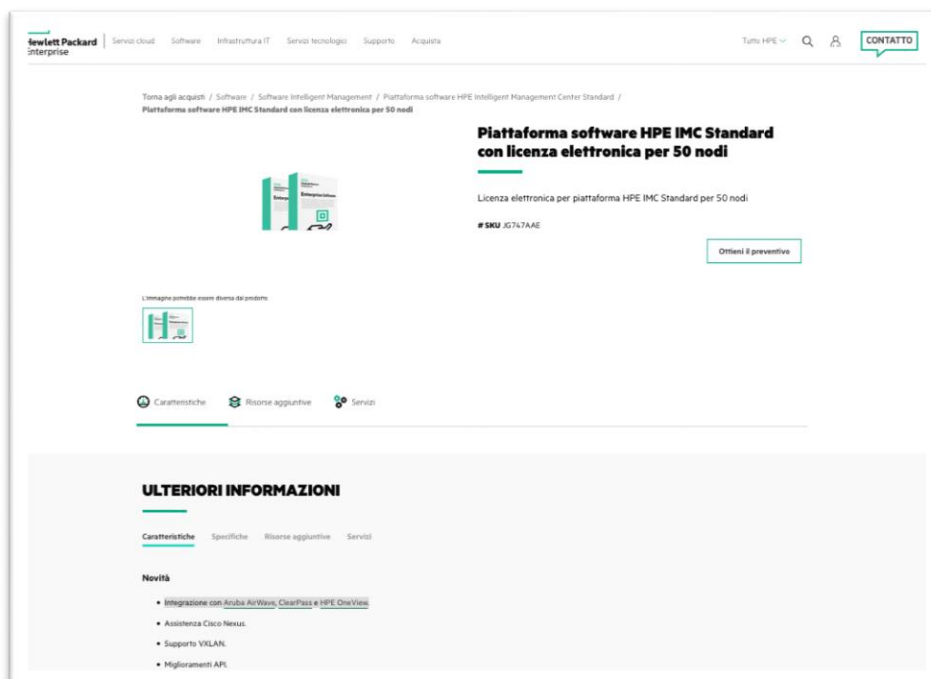 Hewlett Packard
Enterprise
Servizi cloud Software Infrastruttura IT Servizi tecnologici Supporto Acquista
Tutto HPE
CONTATTO
Torna agli acquisti / Software / Software Intelligent Management / Piattaforma software HPE Intelligent Management Center Standard /
Piattaforma software HPE IMC Standard con licenza elettronica per 50 nodi
Piattaforma software HPE IMC Standard
con licenza elettronica per 50 nodi
Licenza elettronica per piattaforma HPE IMC Standard per 50 nodi
# SKU JG747AAE
Ottieni il preventivo
L'immagine potrebbe essere diversa dal prodotto
Caratteristiche Risorse aggiuntive Servizi
ULTERIORI INFORMAZIONI
Caratteristiche Specifiche Risorse aggiuntive Servizi
Novità
• Integrazione con Aruba AirWave, ClearPass e HPE OneView.
• Assistenza Cisco Nexus.
• Supporto VXLAN.
• Miglioramenti API.